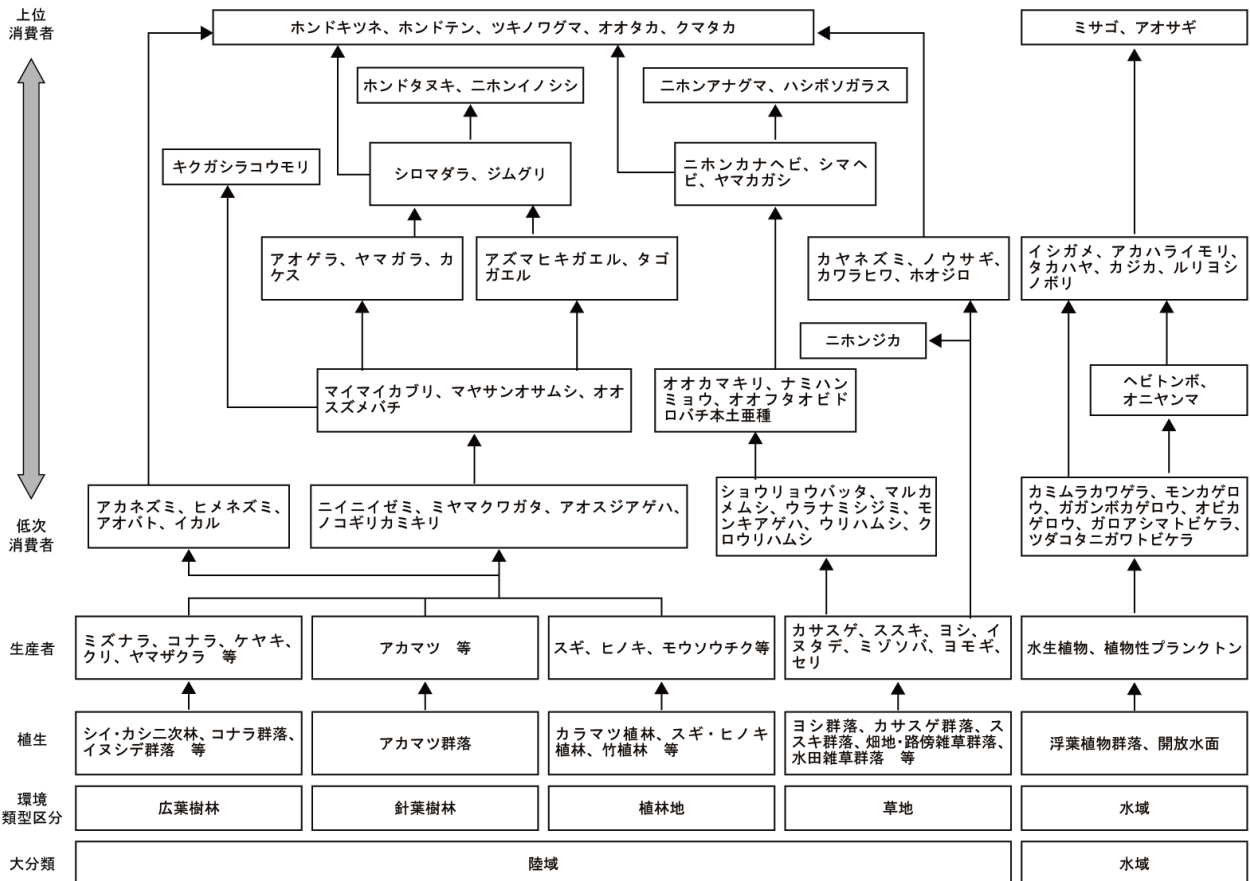 上位
消費者
ホンドキツネ、ホンドテン、ツキノワグマ、オオタカ、クマタカ
ミサゴ、アオサギ
ホンドタヌキ、ニホンイノシシ
ニホンアナグマ、ハシボソガラス
キクガシラコウモリ
シロマダラ、ジムグリ
ニホンカナヘビ、シマヘ
ビ、ヤマカガシ
アオゲラ、ヤマガラ、カ
ケス
アズマヒキガエル、タゴ
ガエル
カヤネズミ、ノウサギ、
カワラヒワ、ホオジロ
イシガメ、アカハライモリ、
タカハヤ、カジカ、ルリヨシ
ノボリ
ニホンジカ
マイマイカブリ、マヤサンオサムシ、オオ
スズメバチ
オオカマキリ、ナミハン
ミョウ、オオフタオビド
ロバチ本土亜種
ヘビトンボ、
オニヤンマ
低次
消費者
アカネズミ、ヒメネズミ、
アオバト、イカル
ニイニイゼミ、ミヤマクワガタ、アオスジアゲハ、
ノコギリカミキリ
ショウリョウバッタ、マルカ
メムシ、ウラナミシジミ、モ
ンキアゲハ、ウリハムシ、ク
ロウリハムシ
カミムラカワゲラ、モンカゲロ
ウ、ガガンボカゲロウ、オビカ
ゲロウ、ガロアシマトビケラ、
ツダコタニガワトビケラ
生産者
ミズナラ、コナラ、ケヤキ、
クリ、ヤマザクラ 等
アカマツ 等
スギ、ヒノキ、モウソウチク等
カサスゲ、ススキ、ヨシ、イ
ヌタデ、ミゾソバ、ヨモギ、
セリ
水生植物、植物性プランクトン
植生
シイ・カシ二次林、コナラ群落、
イヌシデ群落 等
アカマツ群落
カラマツ植林、スギ・ヒノキ
植林、竹植林 等
ヨシ群落、カサスゲ群落、ス
スキ群落、畑地・路傍雑草群落、
水田雑草群落 等
浮葉植物群落、開放水面
環境
類型区分
広葉樹林
針葉樹林
植林地
草地
水域
大分類
陸域
水域